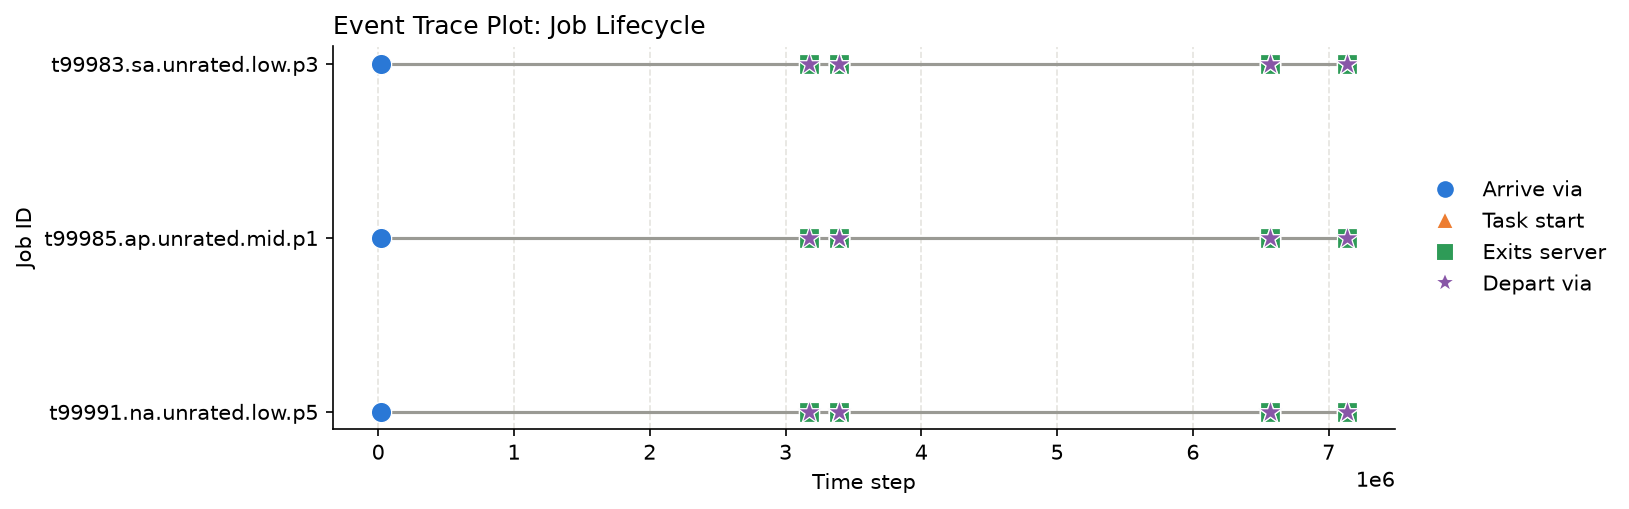 Event Trace Plot: Job Lifecycle
t99983.sa.unrated.low.p3
t99985.ap.unrated.mid.p1
t99991.na.unrated.low.p5
Job ID
0 1 2 3 4 5 6 7
1e6
Time step
Arrive via
Task start
Exits server
Depart via